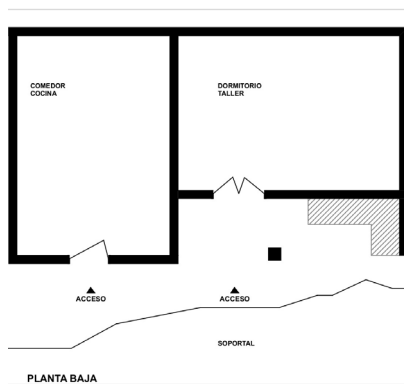 COMEDOR
COCINA
DORMITORIO
TALLER
ACCESO
ACCESO
SOPORTAL
PLANTA BAJA